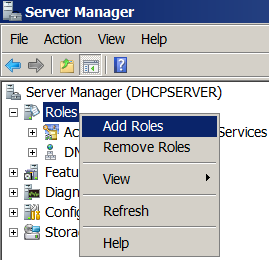 Server Manager
File Action View Help
Server Manager (DHCPSERVER)
Roles
Add Roles
Services
Remove Roles
View
Refresh
Help